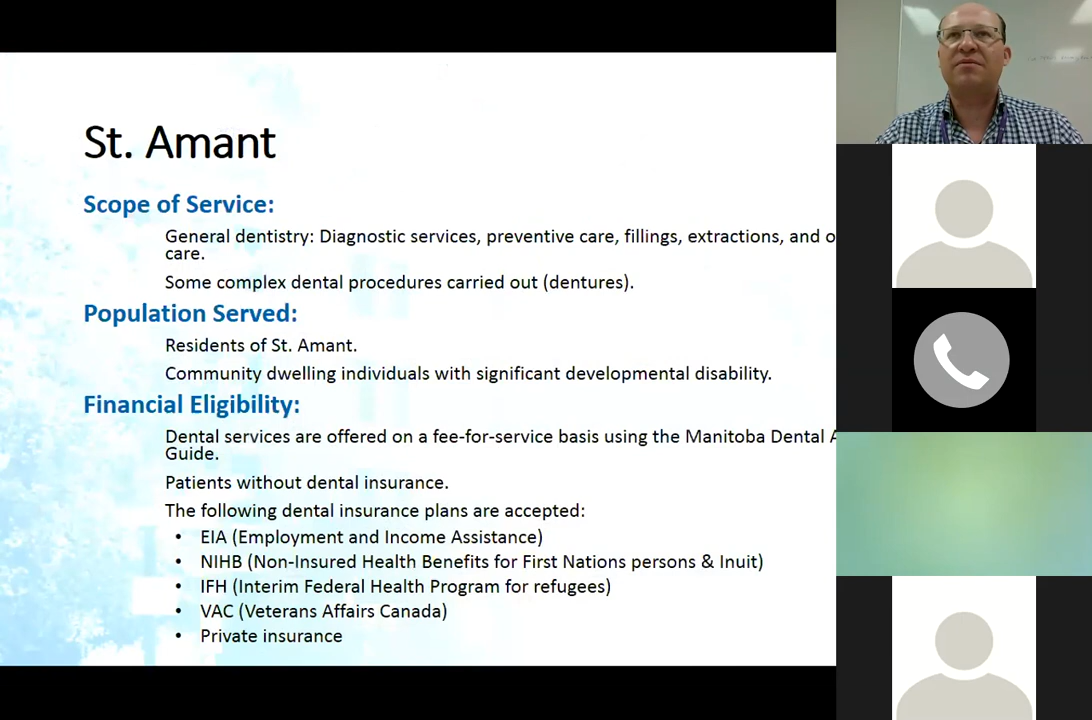 St. Amant
Scope of Service:
General dentistry: Diagnostic services, preventive care, fillings, extractions, and
care.
Some complex dental procedures carried out (dentures).
Population Served:
Residents of St. Amant.
Community dwelling individuals with significant developmental disability.
Financial Eligibility:
Dental services are offered on a fee-for-service basis using the Manitoba Dental
Guide.
Patients without dental insurance.
The following dental insurance plans are accepted:
• EIA (Employment and Income Assistance)
• NIHB (Non-Insured Health Benefits for First Nations persons & Inuit)
• IFH (Interim Federal Health Program for refugees)
• VAC (Veterans Affairs Canada)
• Private insurance